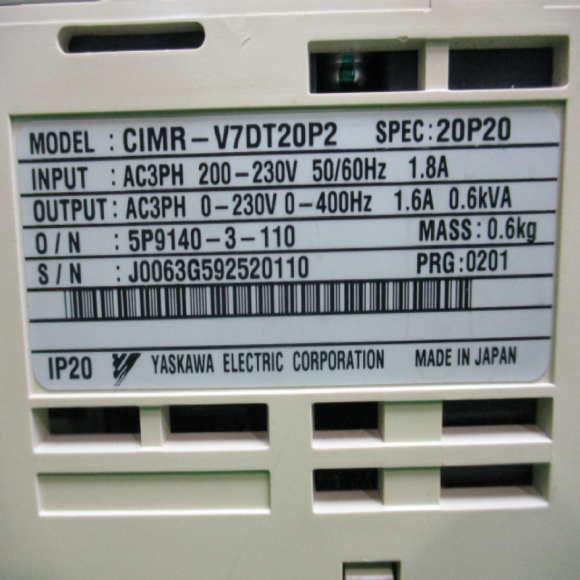 MODEL : CIMR-V7DT20P2 SPEC:20P20
INPUT : AC3PH 200-230V 50/60Hz 1.8A
OUTPUT: AC3PH 0-230V 0-400Hz 1.6A 0.6kVA
O/N : 5P9140-3-110 MASS: 0.6kg
S/N : J0063G592520110 PRG:0201
IP20 YASKAWA ELECTRIC CORPORATION MADE IN JAPAN